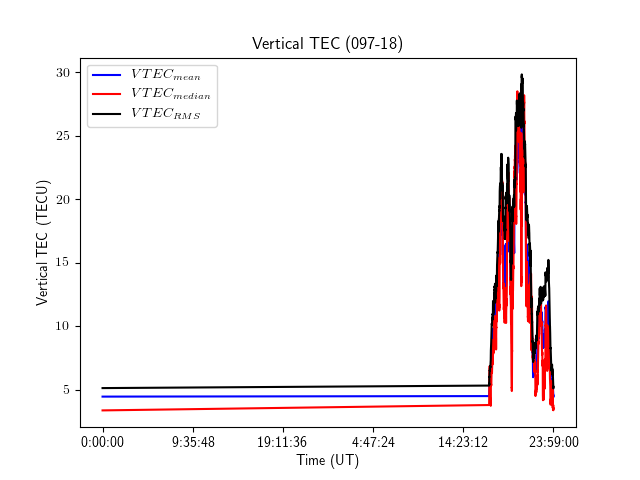 Vertical TEC (097-18)
VTEC_mean
VTEC_median
VTEC_RMS
Vertical TEC (TECU)
30
25
20
15
10
5
0:00:00 9:35:48 19:11:36 4:47:24 14:23:12 23:59:00
Time (UT)